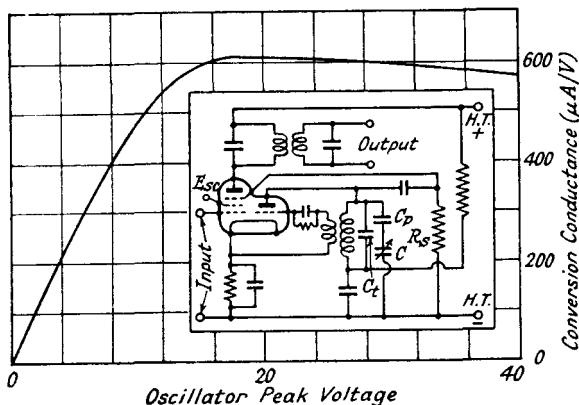 600
400
200
0
Conversion Conductance (μA/V)
H.T.
+
Output
Esc
Cp
Rs
C
Input
Ct
H.T.
−
0
20
40
Oscillator Peak Voltage